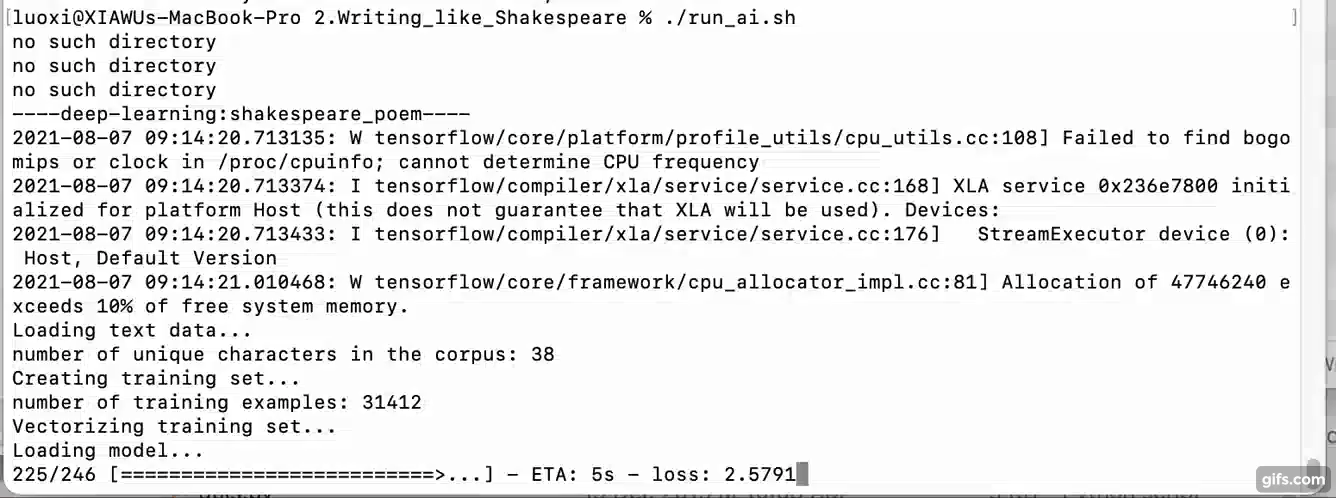 [luoxi@XIAWUs-MacBook-Pro 2.Writing_like_Shakespeare % ./run_ai.sh ]
no such directory
no such directory
no such directory
----deep-learning:shakespeare_poem----
2021-08-07 09:14:20.713135: W tensorflow/core/platform/profile_utils/cpu_utils.cc:108] Failed to find bogo
mips or clock in /proc/cpuinfo; cannot determine CPU frequency
2021-08-07 09:14:20.713374: I tensorflow/compiler/xla/service/service.cc:168] XLA service 0x236e7800 initi
alized for platform Host (this does not guarantee that XLA will be used). Devices:
2021-08-07 09:14:20.713433: I tensorflow/compiler/xla/service/service.cc:176]   StreamExecutor device (0):
 Host, Default Version
2021-08-07 09:14:21.010468: W tensorflow/core/framework/cpu_allocator_impl.cc:81] Allocation of 47746240 e
xceeds 10% of free system memory.
Loading text data...
number of unique characters in the corpus: 38
Creating training set...
number of training examples: 31412
Vectorizing training set...
Loading model...
225/246 [==========================>...] - ETA: 5s - loss: 2.5791
gifs.com